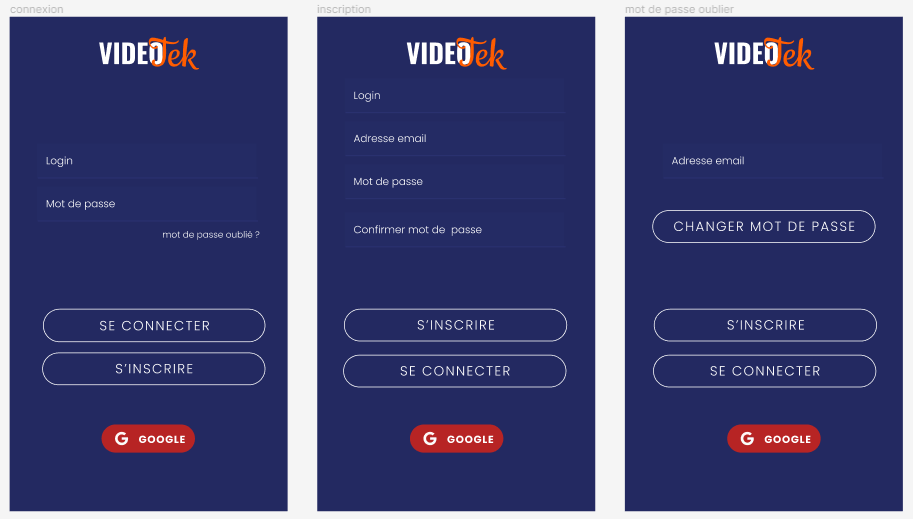 connexion
VIDEOTek
Login
Mot de passe
mot de passe oublié ?
SE CONNECTER
S’INSCRIRE
GOOGLE
inscription
VIDEOTek
Login
Adresse email
Mot de passe
Confirmer mot de passe
S’INSCRIRE
SE CONNECTER
GOOGLE
mot de passe oublier
VIDEOTek
Adresse email
CHANGER MOT DE PASSE
S’INSCRIRE
SE CONNECTER
GOOGLE